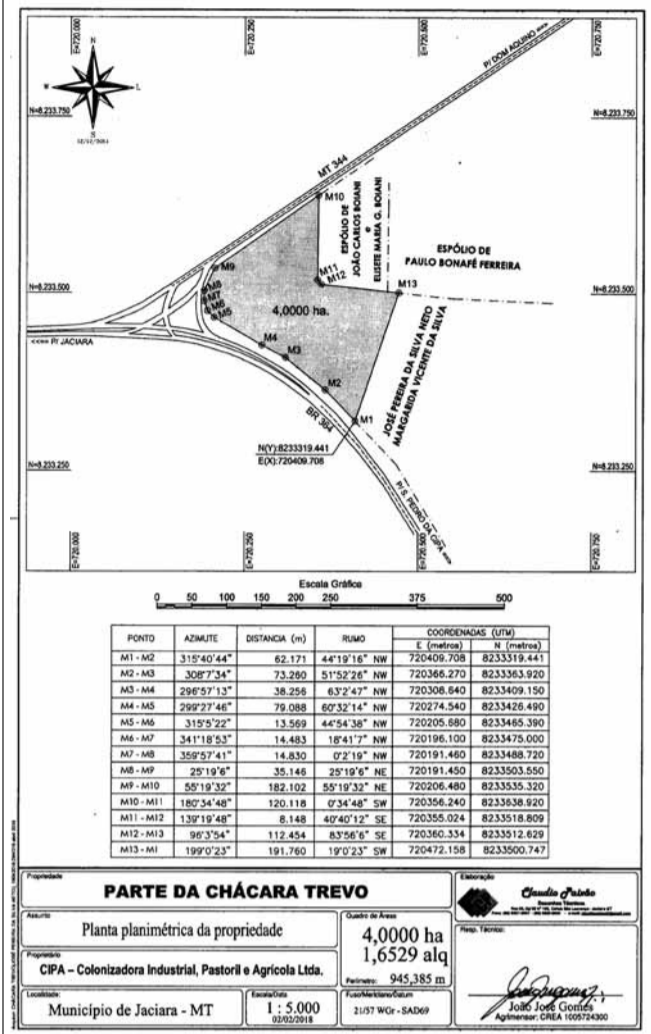 E=720.000
E=720.250
E=720.500
E=720.750
N
W
L
S
N=8.233.750
N=8.233.750
P/ DOM AQUINO ==>
MT 344
M10
ESPÓLIO DE
JOÃO CARLOS BOIANI
e
ELISETE MARIA G. BOIANI
ESPÓLIO DE
PAULO BONAFÉ FERREIRA
M9
M11
M12
M13
N=8.233.500
M8
M7
M6
M5
4,0000 ha.
N=8.233.500
<<== P/ JACIARA
M4
M3
M2
M1
JOSÉ PEREIRA DA SILVA NETO
MARGARIDA VICENTE DA SILVA
BR 364
N(Y):8233319.441
E(X):720409.708
N=8.233.250
N=8.233.250
P/ S. PEDRO DA CIPA ==>
E=720.000
E=720.250
E=720.500
E=720.750
Escala Gráfica
0 50 100 150 200 250 375 500
PONTO AZIMUTE DISTANCIA (m) RUMO COORDENADAS (UTM)
E (metros) N (metros)
M1 - M2 315°40'44" 62.171 44°19'16" NW 720409.708 8233319.441
M2 - M3 308°7'34" 73.260 51°52'26" NW 720366.270 8233363.920
M3 - M4 296°57'13" 38.256 63°2'47" NW 720308.640 8233409.150
M4 - M5 299°27'46" 79.088 60°32'14" NW 720274.540 8233426.490
M5 - M6 315°5'22" 13.569 44°54'38" NW 720205.680 8233465.390
M6 - M7 341°18'53" 14.483 18°41'7" NW 720196.100 8233475.000
M7 - M8 359°57'41" 14.830 0°2'19" NW 720191.460 8233488.720
M8 - M9 25°19'6" 35.146 25°19'6" NE 720191.450 8233503.550
M9 - M10 55°19'32" 182.102 55°19'32" NE 720206.480 8233535.320
M10 - M11 180°34'48" 120.118 0°34'48" SW 720356.240 8233638.920
M11 - M12 139°19'48" 8.148 40°40'12" SE 720355.024 8233518.809
M12 - M13 96°3'54" 112.454 83°56'6" SE 720360.334 8233512.629
M13 - M1 199°0'23" 191.760 19°0'23" SW 720472.158 8233500.747
Propriedade
PARTE DA CHÁCARA TREVO
Elaboração
Claudio Paixão
Desenhos Técnicos
Assunto
Planta planimétrica da propriedade
Quadro de Áreas
4,0000 ha
1,6529 alq
Perímetro: 945,385 m
Resp. Técnico:
Proprietário
CIPA – Colonizadora Industrial, Pastoril e Agrícola Ltda.
Localidade:
Município de Jaciara - MT
Escala/Data
1 : 5.000
02/02/2018
Fuso/Meridiano/Datum
21/57 WGr - SAD69
João José Gomes
Agrimensor: CREA 1005724300